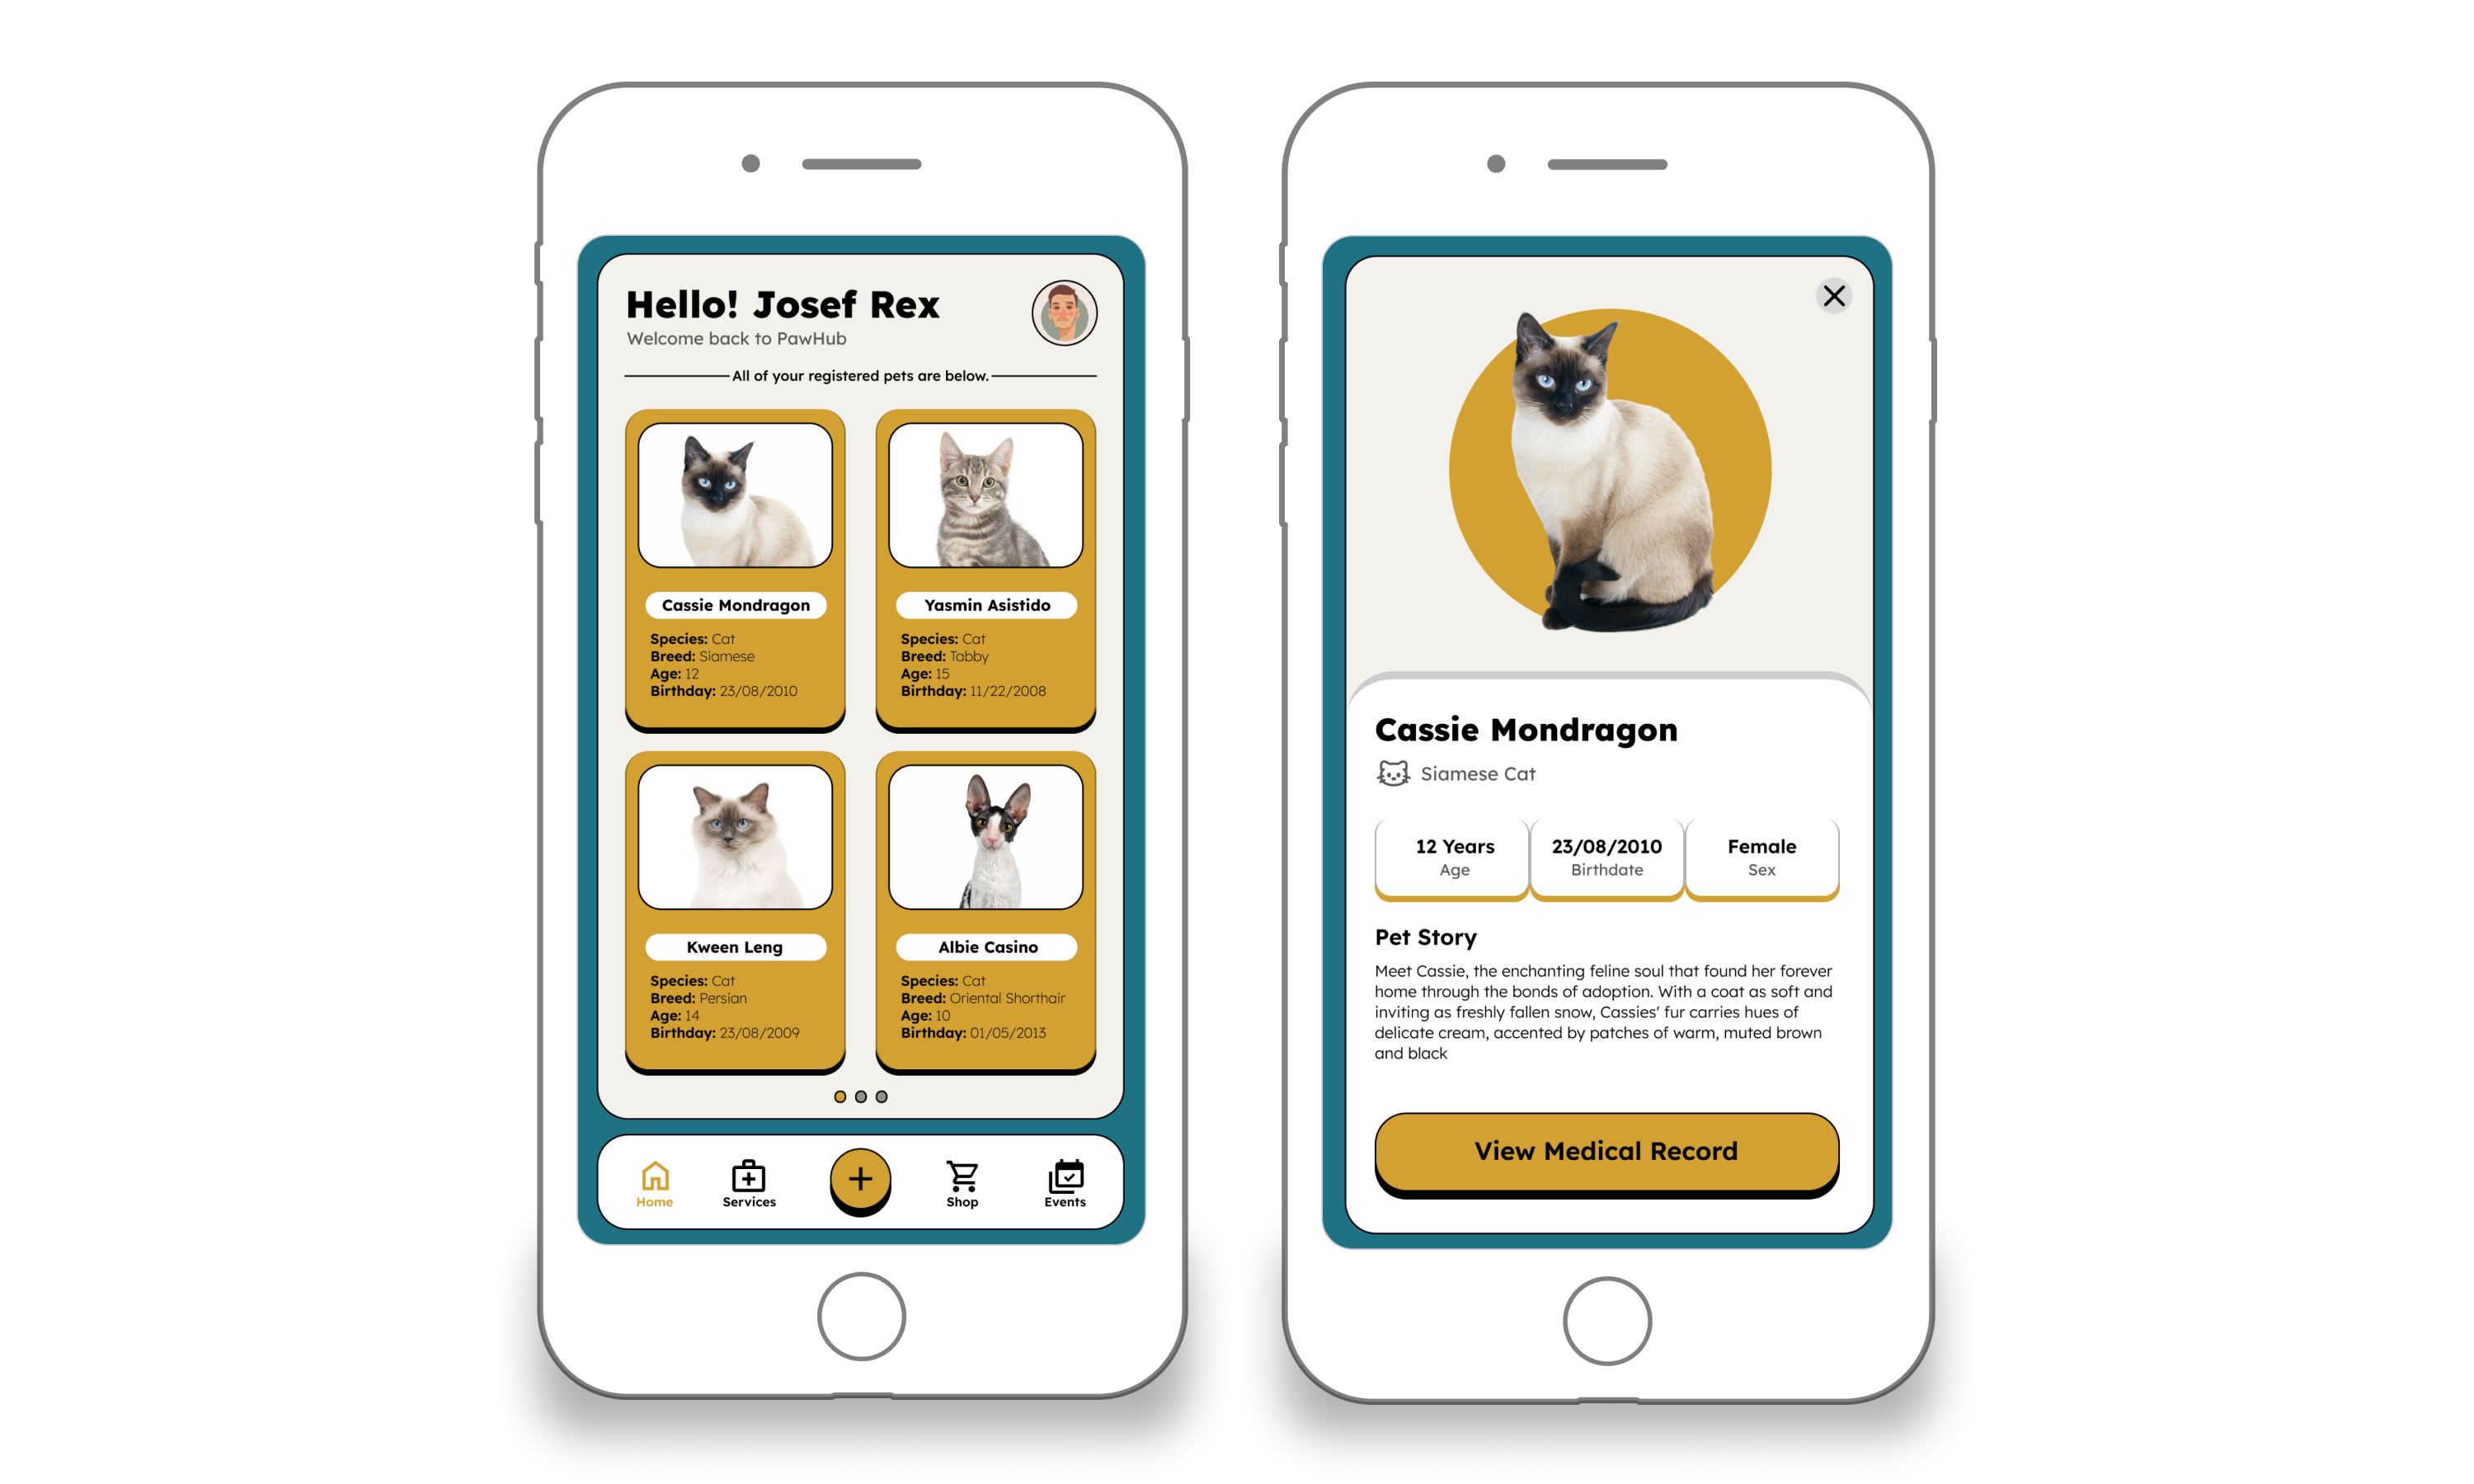 Hello! Josef Rex
Welcome back to PawHub
All of your registered pets are below.
Cassie Mondragon
Species: Cat
Breed: Siamese
Age: 12
Birthday: 23/08/2010
Yasmin Asistido
Species: Cat
Breed: Tabby
Age: 15
Birthday: 11/22/2008
Kween Leng
Species: Cat
Breed: Persian
Age: 14
Birthday: 23/08/2009
Albie Casino
Species: Cat
Breed: Oriental Shorthair
Age: 10
Birthday: 01/05/2013
Home
Services
Shop
Events
Cassie Mondragon
Siamese Cat
12 Years
Age
23/08/2010
Birthdate
Female
Sex
Pet Story
Meet Cassie, the enchanting feline soul that found her forever
home through the bonds of adoption. With a coat as soft and
inviting as freshly fallen snow, Cassies' fur carries hues of
delicate cream, accented by patches of warm, muted brown
and black
View Medical Record